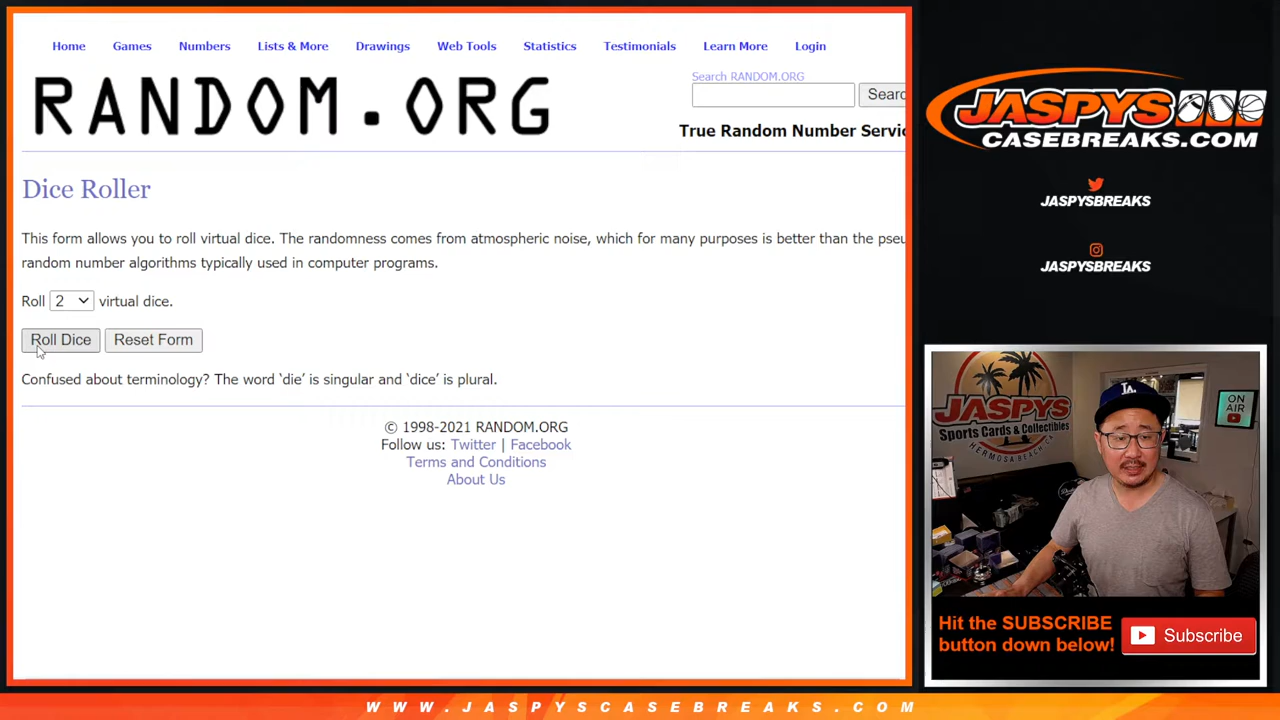 Home Games Numbers Lists & More Drawings Web Tools Statistics Testimonials Learn More Login
RANDOM.ORG
Search RANDOM.ORG
Searc
True Random Number Servic
Dice Roller
This form allows you to roll virtual dice. The randomness comes from atmospheric noise, which for many purposes is better than the pseu
random number algorithms typically used in computer programs.
Roll 2 virtual dice.
Roll Dice Reset Form
Confused about terminology? The word ‘die’ is singular and ‘dice’ is plural.
© 1998-2021 RANDOM.ORG
Follow us: Twitter | Facebook
Terms and Conditions
About Us
JASPYS
CASEBREAKS.COM
JASPYSBREAKS
JASPYSBREAKS
JASPYS
Sports Cards & Collectibles
HERMOSA BEACH, CA
ON
AIR
LA
Hit the SUBSCRIBE
button down below!
Subscribe
WWW.JASPYSCASEBREAKS.COM